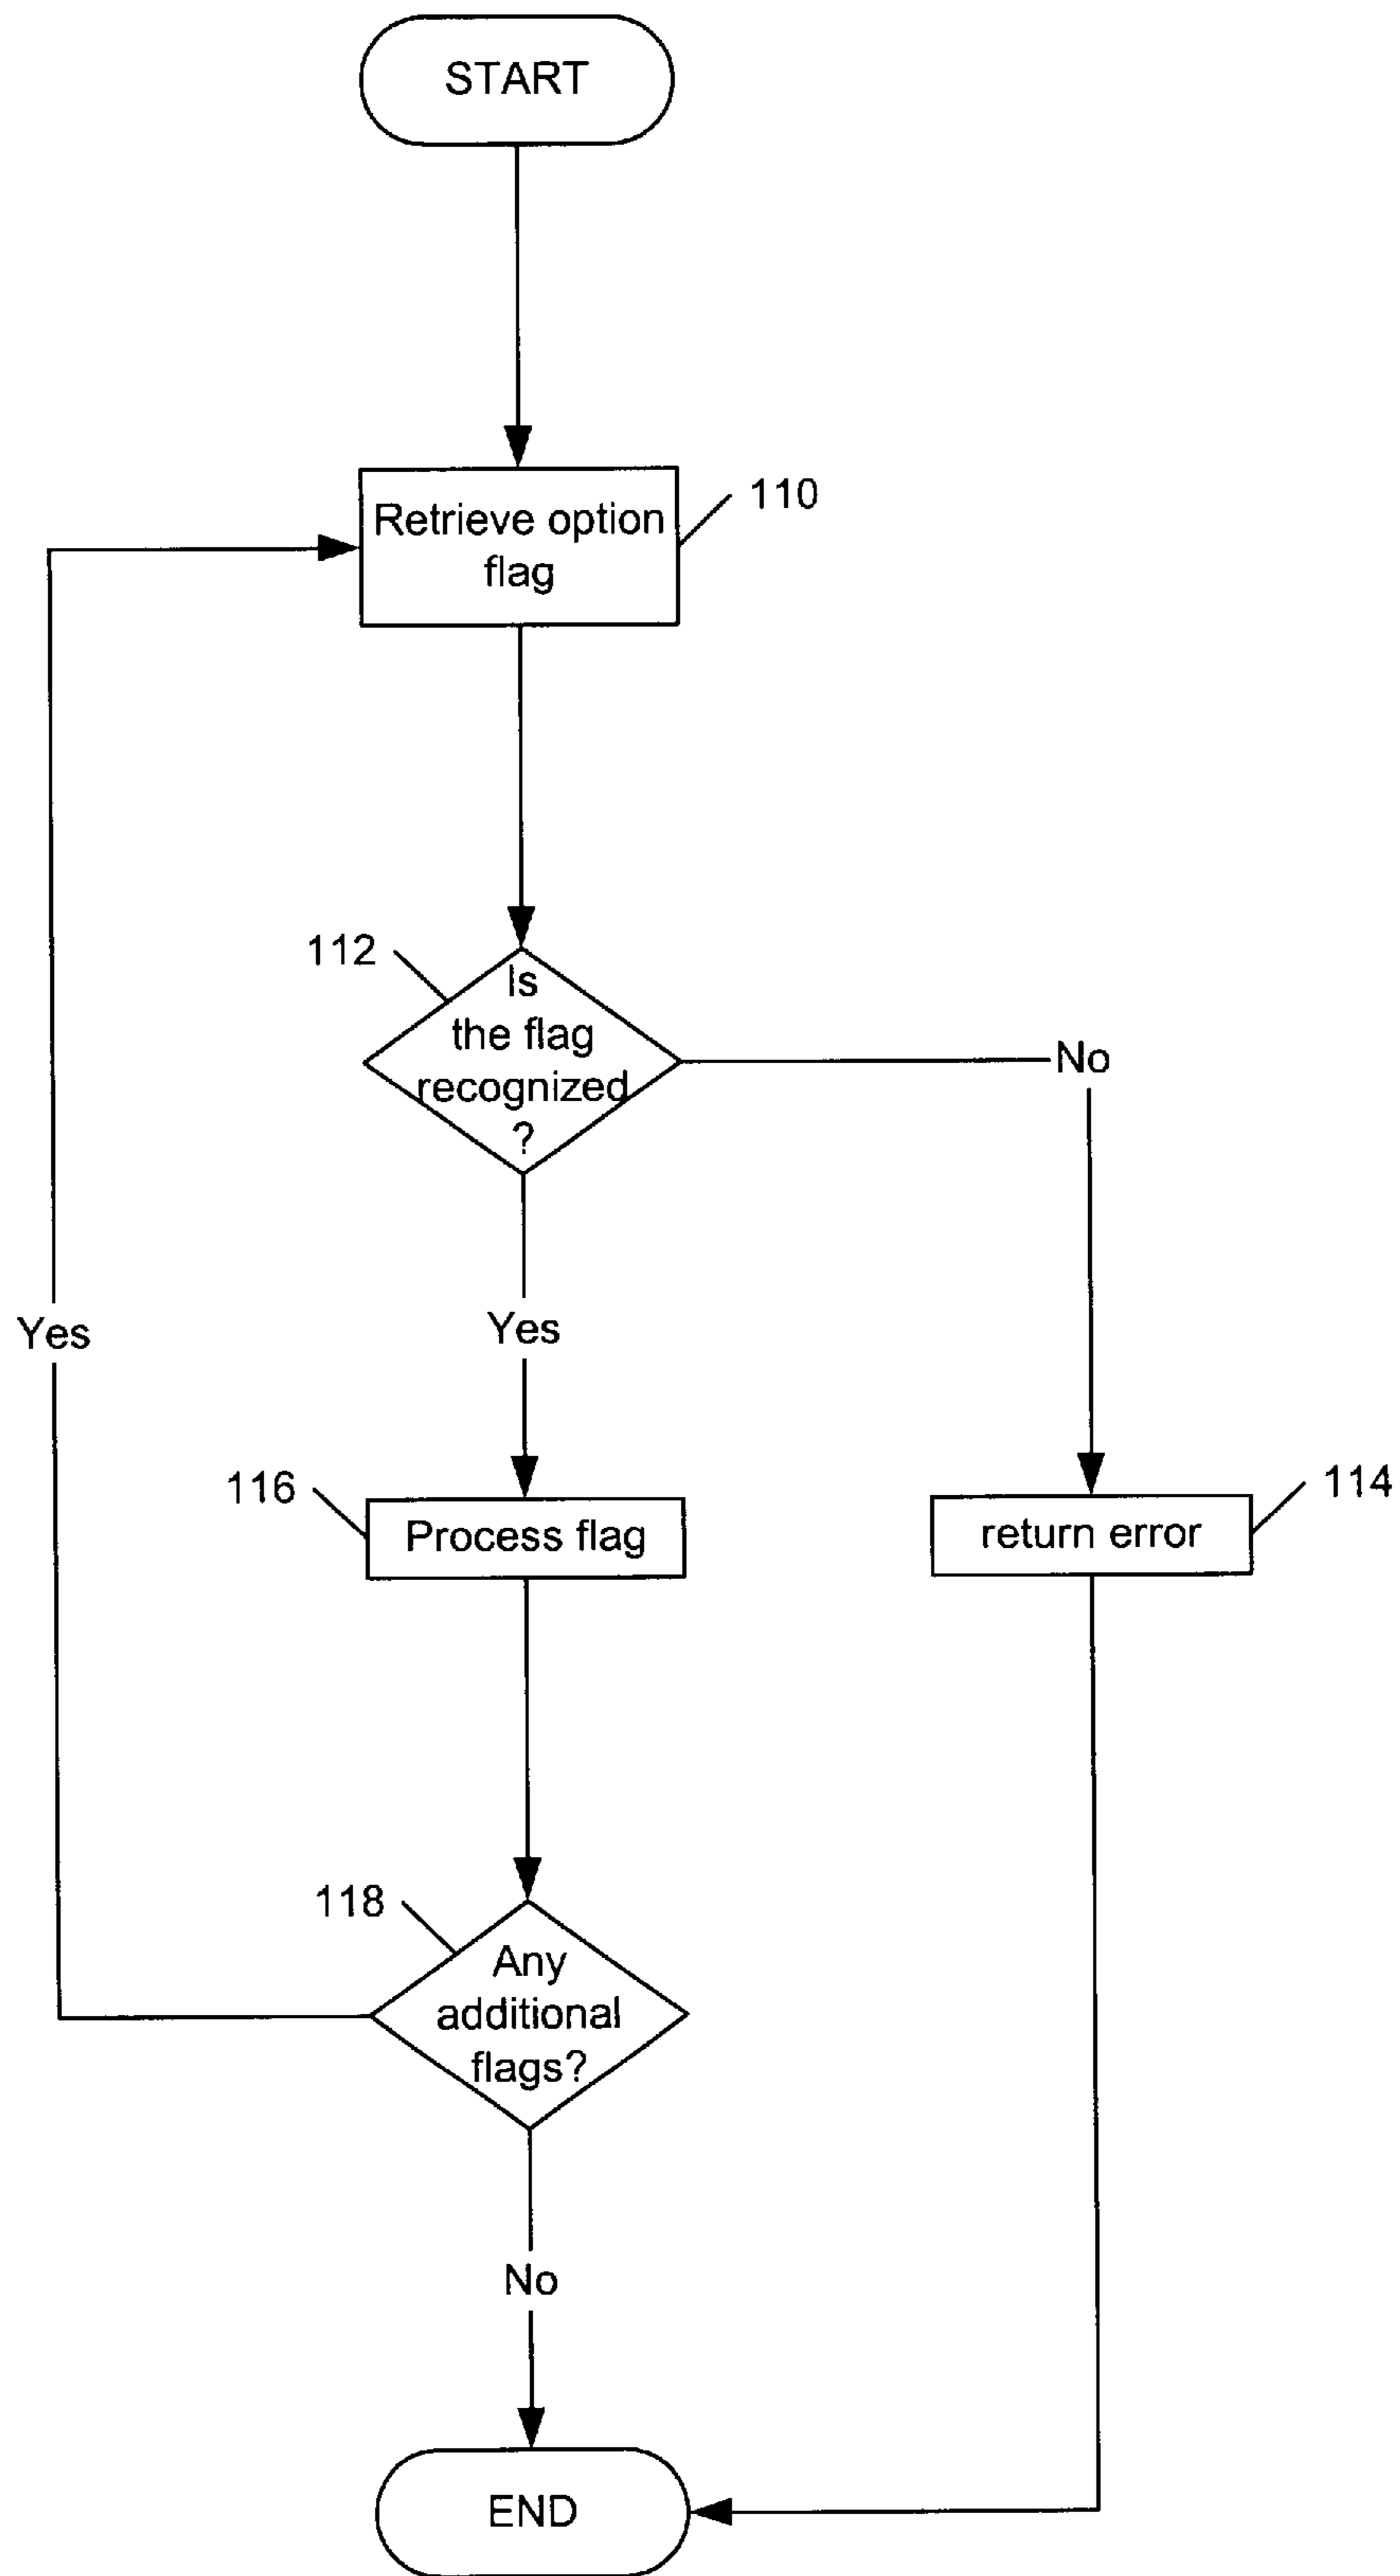 START
Retrieve option
flag
110
112
Is
the flag
recognized
?
No
Yes
Yes
116
Process flag
return error
114
118
Any
additional
flags?
No
END